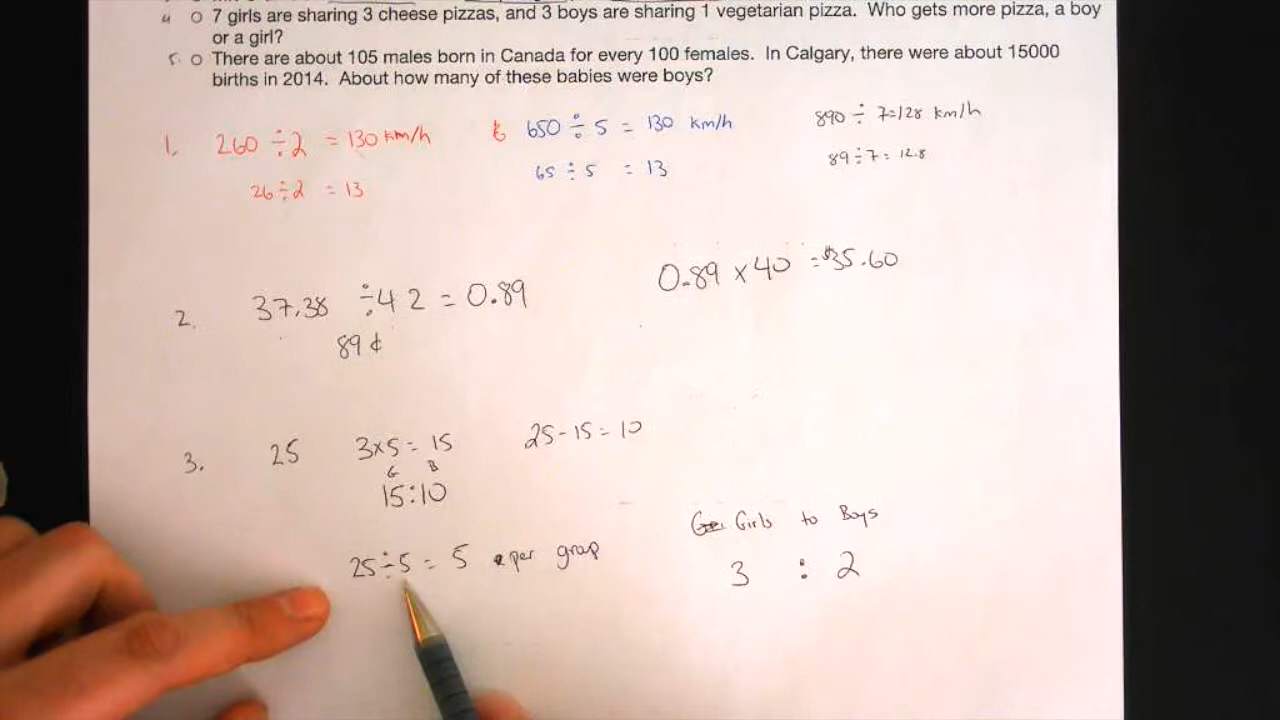 4 o 7 girls are sharing 3 cheese pizzas, and 3 boys are sharing 1 vegetarian pizza. Who gets more pizza, a boy
or a girl?
5. o There are about 105 males born in Canada for every 100 females. In Calgary, there were about 15000
births in 2014. About how many of these babies were boys?
1. 260 ÷ 2 = 130 km/h
26 ÷ 2 = 13
650 ÷ 5 = 130 km/h
65 ÷ 5 = 13
890 ÷ 7 = 128 km/h
89 ÷ 7 = 12.8
2. 37.38 ÷ 42 = 0.89
89 ¢
0.89 x 40 = $35.60
3. 25 3x5 = 15 25 - 15 = 10
G B
15:10
25 ÷ 5 = 5 per group
Girls to Boys
3 : 2